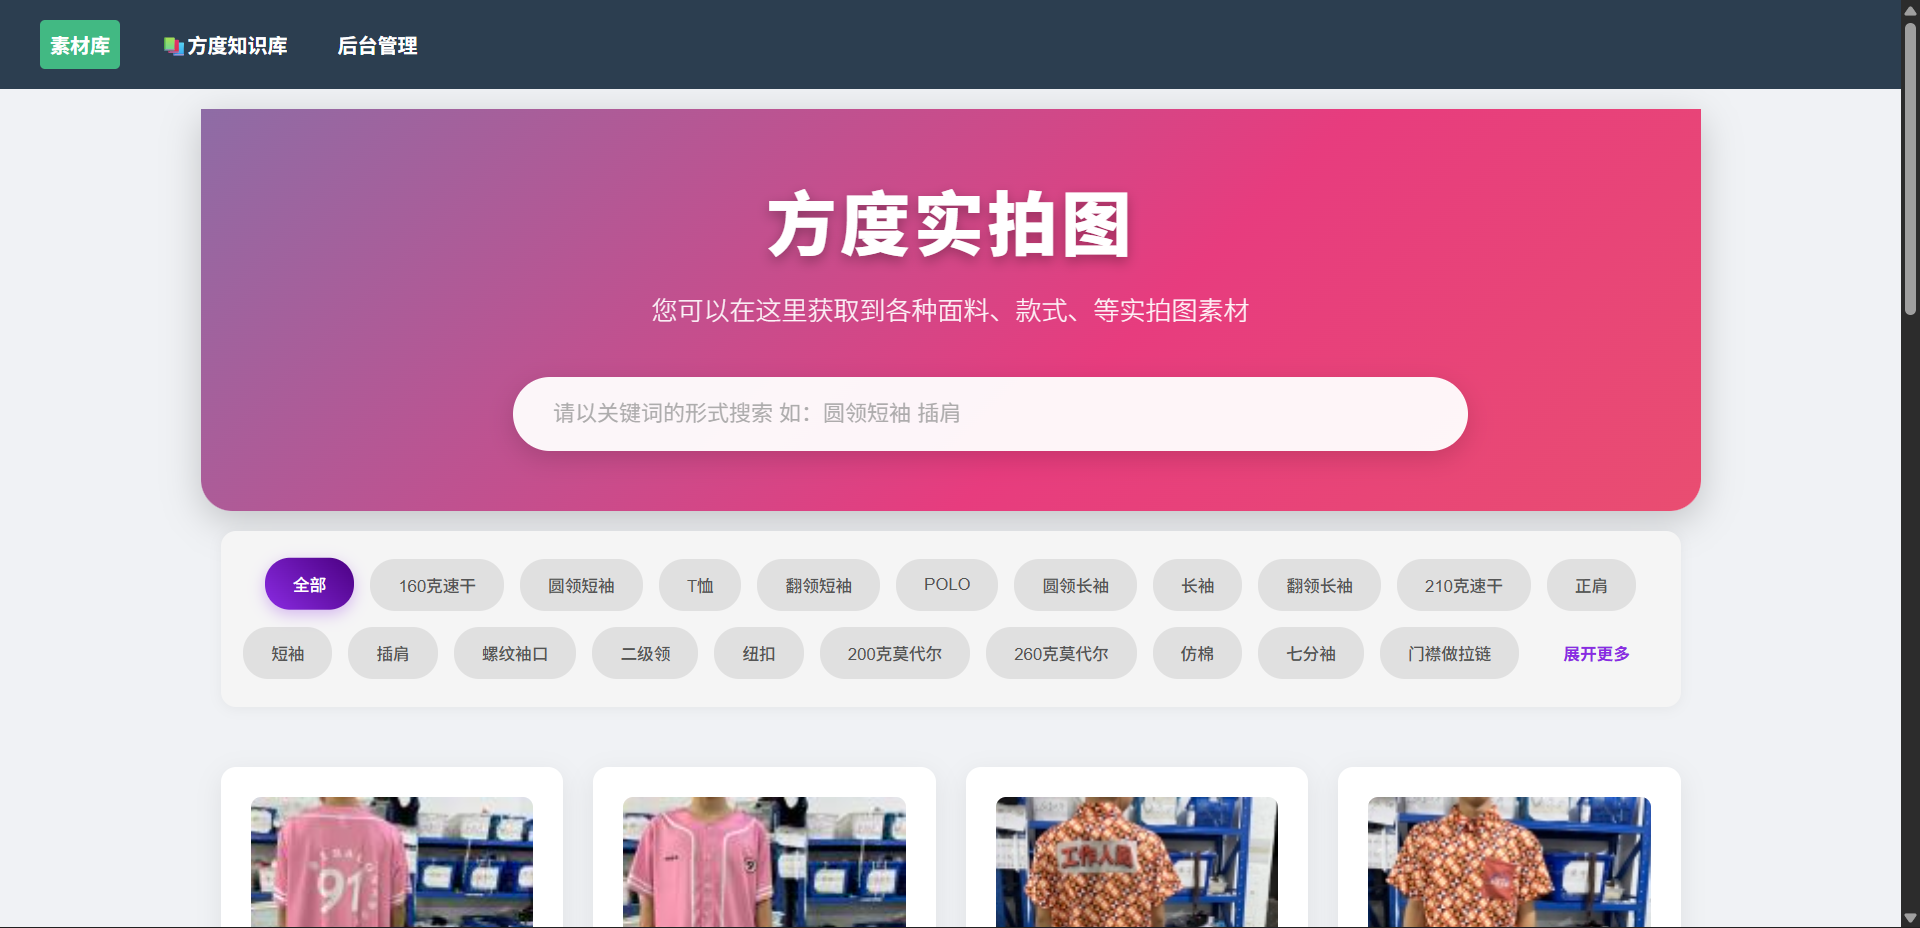 素材库
方度知识库
后台管理
方度实拍图
您可以在这里获取到各种面料、款式、等实拍图素材
请以关键词的形式搜索 如：圆领短袖 插肩
全部
160克速干
圆领短袖
T恤
翻领短袖
POLO
圆领长袖
长袖
翻领长袖
210克速干
正肩
短袖
插肩
螺纹袖口
二级领
纽扣
200克莫代尔
260克莫代尔
仿棉
七分袖
门襟做拉链
展开更多
91
工作人员